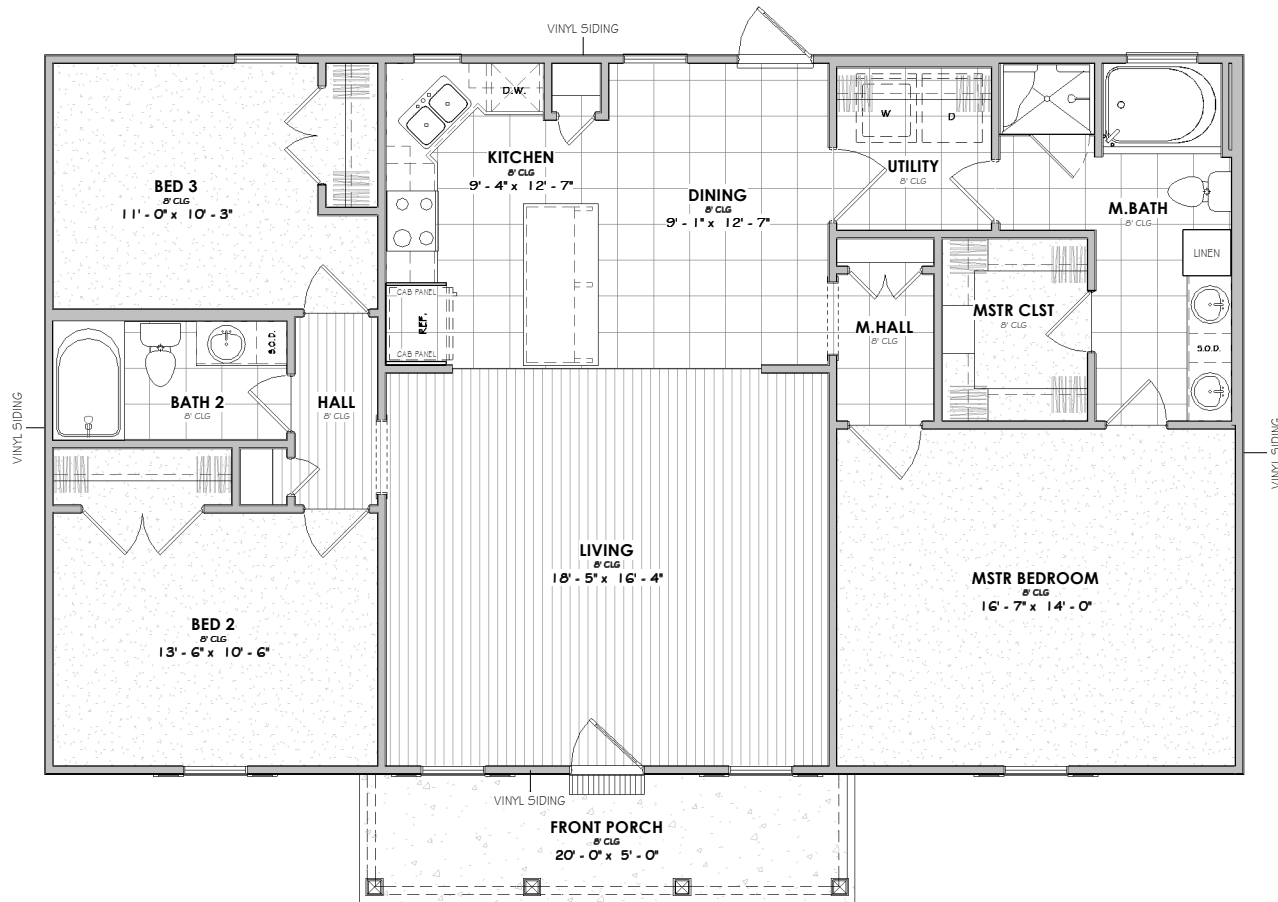 VINYL SIDING
D.W.
W
D
KITCHEN
8' CLG
9' - 4" x 12' - 7"
UTILITY
8' CLG
BED 3
8' CLG
11' - 0" x 10' - 3"
DINING
8' CLG
9' - 1" x 12' - 7"
M.BATH
8' CLG
LINEN
CAB PANEL
REF.
CAB PANEL
MSTR CLST
8' CLG
M.HALL
8' CLG
S.O.D.
S.O.D.
BATH 2
8' CLG
HALL
8' CLG
VINYL SIDING
VINYL SIDING
LIVING
8' CLG
18' - 5" x 16' - 4"
MSTR BEDROOM
8' CLG
16' - 7" x 14' - 0"
BED 2
8' CLG
13' - 6" x 10' - 6"
VINYL SIDING
FRONT PORCH
8' CLG
20' - 0" x 5' - 0"